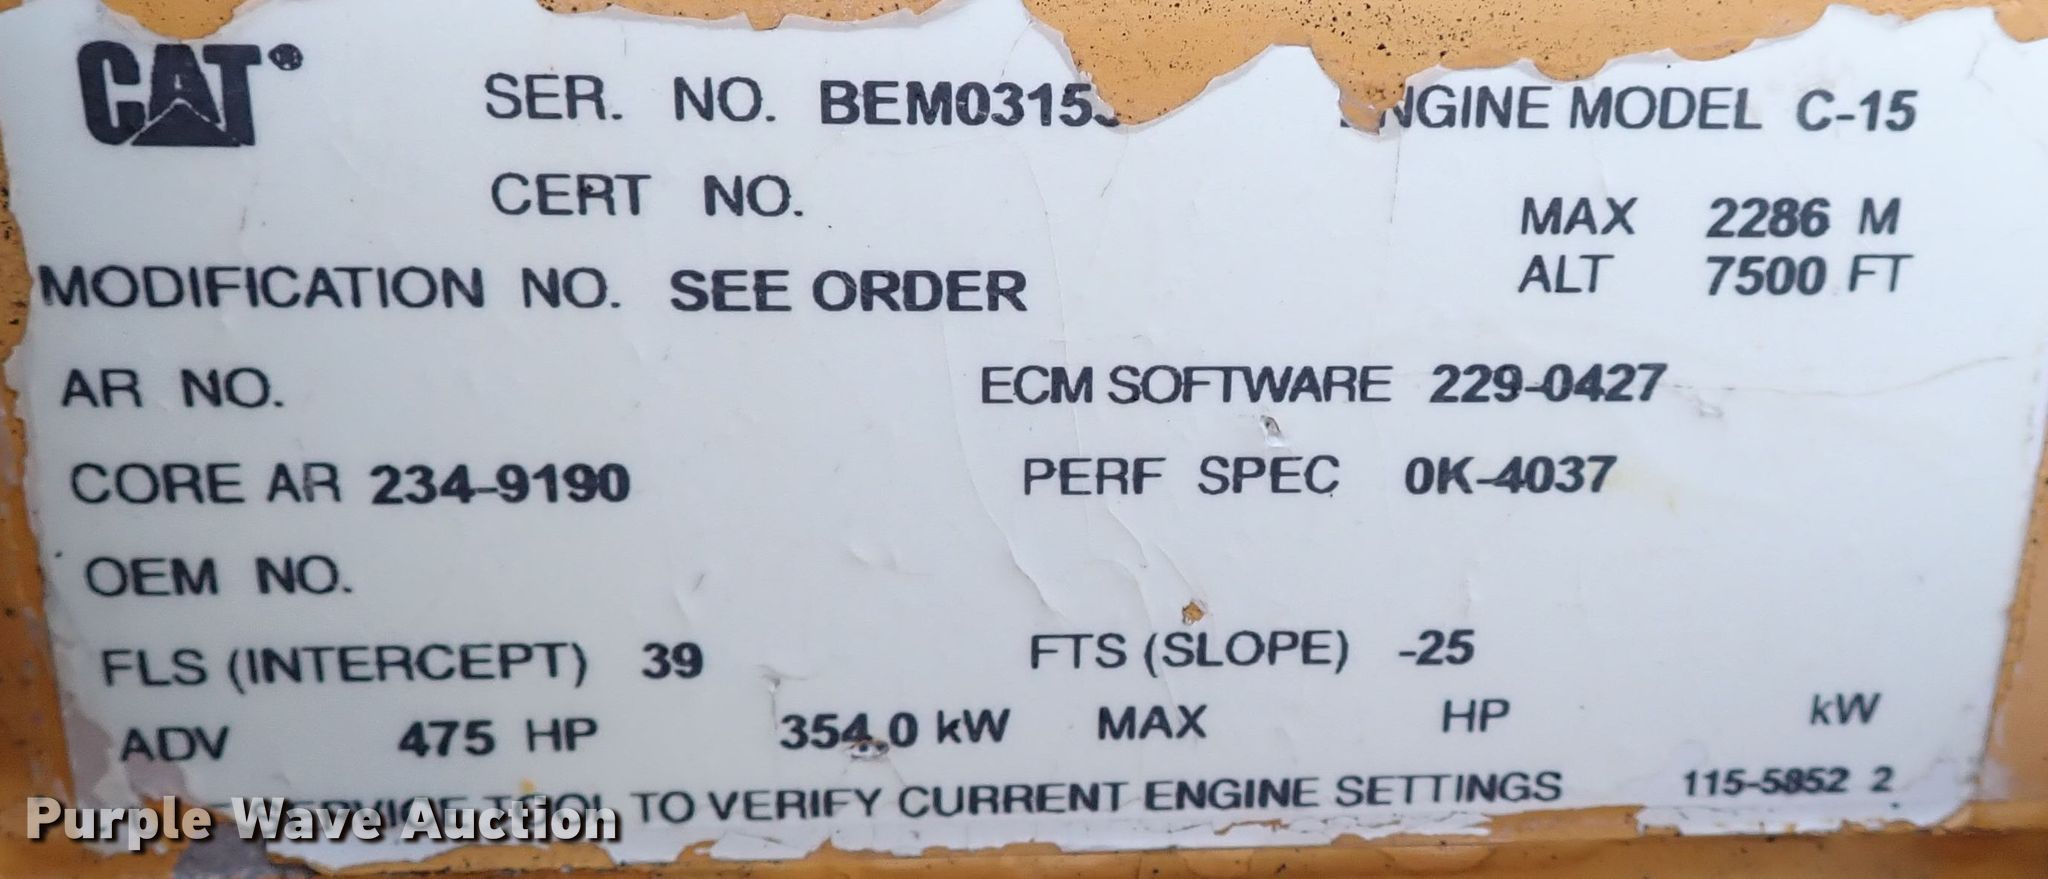 CAT
SER. NO. BEM0315 ENGINE MODEL C-15
CERT NO.
MAX 2286 M
ALT 7500 FT
MODIFICATION NO. SEE ORDER
AR NO. ECM SOFTWARE 229-0427
CORE AR 234-9190 PERF SPEC 0K-4037
OEM NO.
FLS (INTERCEPT) 39 FTS (SLOPE) -25
ADV 475 HP 354.0 kW MAX HP kW
SERVICE TOOL TO VERIFY CURRENT ENGINE SETTINGS 115-5852 2
Purple Wave Auction